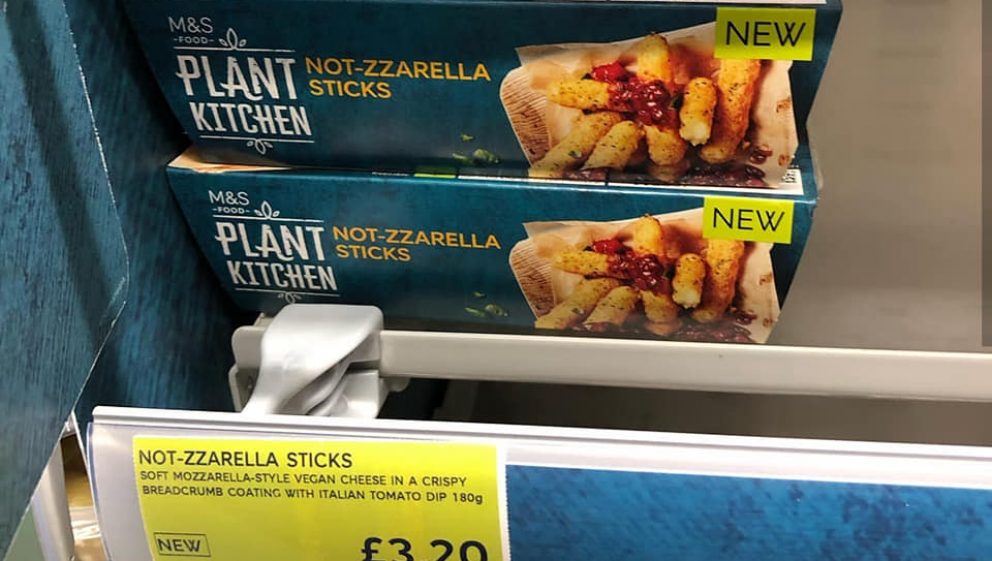 M&S
-FOOD-
PLANT
KITCHEN
NOT-ZZARELLA
STICKS
NEW
M&S
-FOOD-
PLANT
KITCHEN
NOT-ZZARELLA
STICKS
NEW
NOT-ZZARELLA STICKS
SOFT MOZZARELLA-STYLE VEGAN CHEESE IN A CRISPY
BREADCRUMB COATING WITH ITALIAN TOMATO DIP 180g
NEW
£3.20